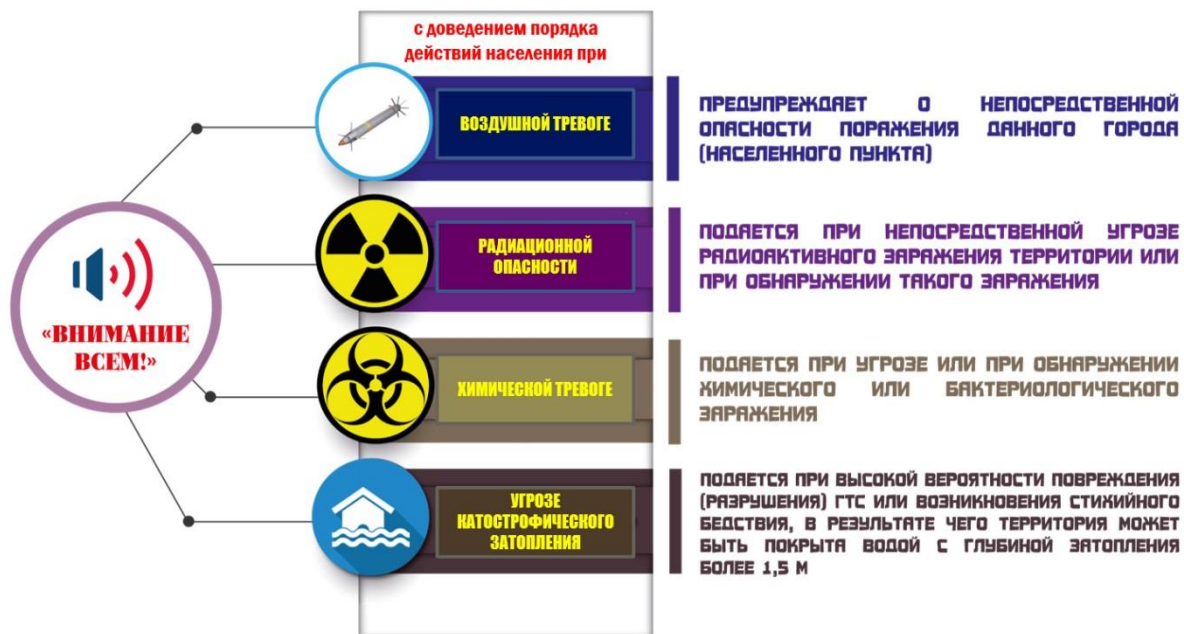 с доведением порядка
действий населения при
«ВНИМАНИЕ
ВСЕМ!»
ВОЗДУШНОЙ ТРЕВОГЕ
ПРЕДУПРЕЖДАЕТ О НЕПОСРЕДСТВЕННОЙ
ОПАСНОСТИ ПОРАЖЕНИЯ ДАННОГО ГОРОДА
(НАСЕЛЕННОГО ПУНКТА)
РАДИАЦИОННОЙ
ОПАСНОСТИ
ПОДАЕТСЯ ПРИ НЕПОСРЕДСТВЕННОЙ УГРОЗЕ
РАДИОАКТИВНОГО ЗАРАЖЕНИЯ ТЕРРИТОРИИ ИЛИ
ПРИ ОБНАРУЖЕНИИ ТАКОГО ЗАРАЖЕНИЯ
ХИМИЧЕСКОЙ ТРЕВОГЕ
ПОДАЕТСЯ ПРИ УГРОЗЕ ИЛИ ПРИ ОБНАРУЖЕНИИ
ХИМИЧЕСКОГО ИЛИ БАКТЕРИОЛОГИЧЕСКОГО
ЗАРАЖЕНИЯ
УГРОЗЕ
КАТОСТРОФИЧЕСКОГО
ЗАТОПЛЕНИЯ
ПОДАЕТСЯ ПРИ ВЫСОКОЙ ВЕРОЯТНОСТИ ПОВРЕЖДЕНИЯ
(РАЗРУШЕНИЯ) ГТС ИЛИ ВОЗНИКНОВЕНИЯ СТИХИЙНОГО
БЕДСТВИЯ, В РЕЗУЛЬТАТЕ ЧЕГО ТЕРРИТОРИЯ МОЖЕТ
БЫТЬ ПОКРЫТА ВОДОЙ С ГЛУБИНОЙ ЗАТОПЛЕНИЯ
БОЛЕЕ 1,5 М